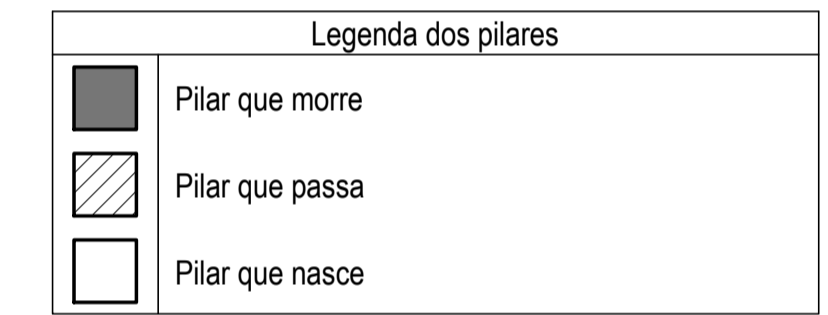 Legenda dos pilares
Pilar que morre
Pilar que passa
Pilar que nasce